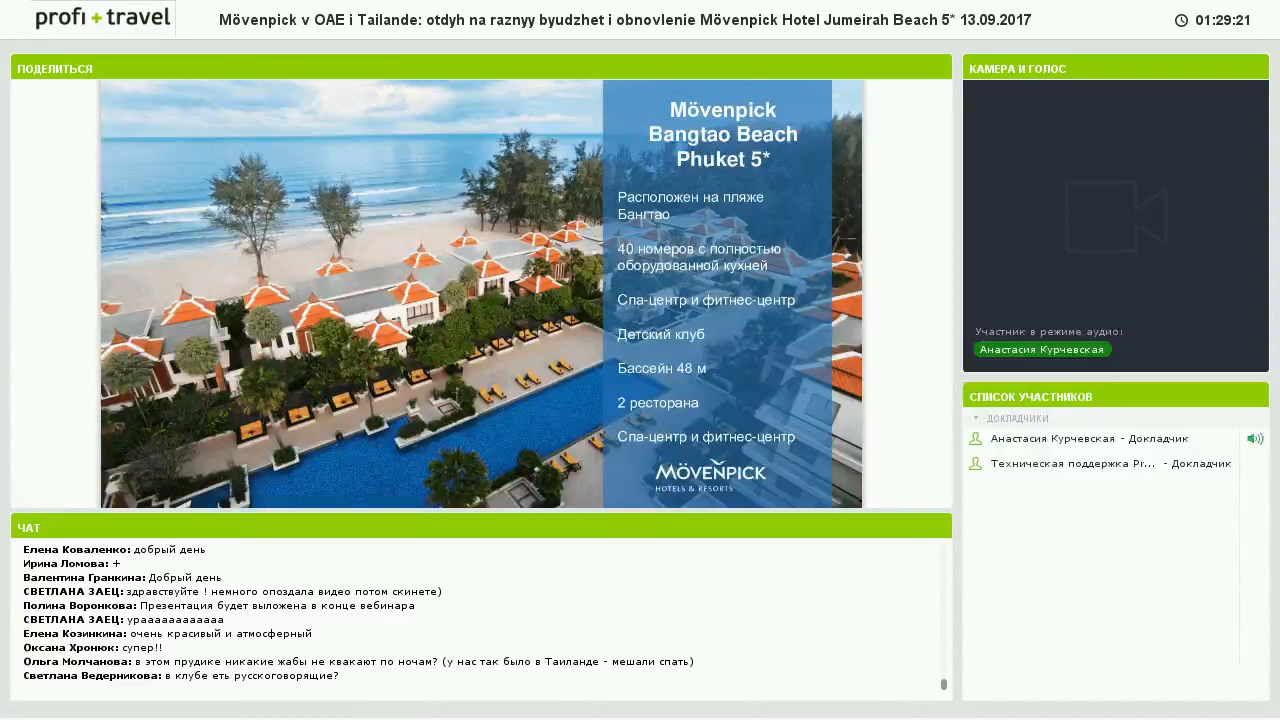 profi + travel
Mövenpick v OAE i Tailande: otdyh na raznyy byudzhet i obnovlenie Mövenpick Hotel Jumeirah Beach 5* 13.09.2017
01:29:21
ПОДЕЛИТЬСЯ
Mövenpick
Bangtao Beach
Phuket 5*
Расположен на пляже
Бангтао
40 номеров с полностью
оборудованной кухней
Спа-центр и фитнес-центр
Детский клуб
Бассейн 48 м
2 ресторана
Спа-центр и фитнес-центр
MÖVENPICK
HOTELS & RESORTS
КАМЕРА И ГОЛОС
Участник в режиме аудио:
Анастасия Курчевская
СПИСОК УЧАСТНИКОВ
ДОКЛАДЧИКИ
Анастасия Курчевская - Докладчик
Техническая поддержка Pr... - Докладчик
ЧАТ
Елена Коваленко: добрый день
Ирина Ломова: +
Валентина Гранкина: Добрый день
СВЕТЛАНА ЗАЕЦ: здравствуйте ! немного опоздала видео потом скинете)
Полина Воронкова: Презентация будет выложена в конце вебинара
СВЕТЛАНА ЗАЕЦ: урааааааааааа
Елена Козинкина: очень красивый и атмосферный
Оксана Хронюк: супер!!
Ольга Молчанова: в этом прудике никакие жабы не квакают по ночам? (у нас так было в Таиланде - мешали спать)
Светлана Ведерникова: в клубе еть русскоговорящие?